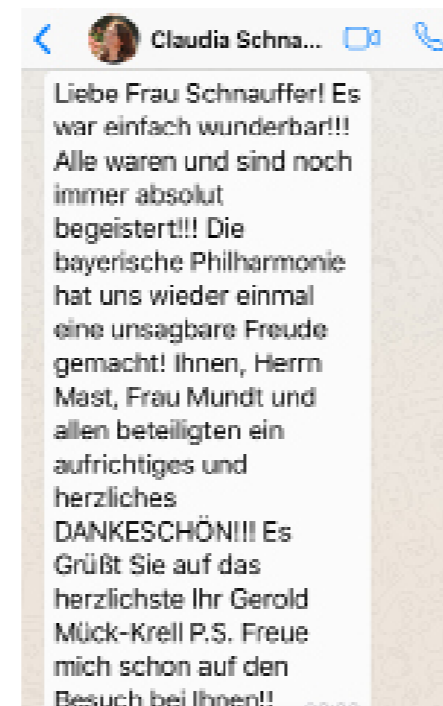 Claudia Schna...
Liebe Frau Schnauffer! Es
war einfach wunderbar!!!
Alle waren und sind noch
immer absolut
begeistert!!! Die
bayerische Philharmonie
hat uns wieder einmal
eine unsagbare Freude
gemacht! Ihnen, Herrn
Mast, Frau Mundt und
allen beteiligten ein
aufrichtiges und
herzliches
DANKESCHÖN!!! Es
Grüßt Sie auf das
herzlichste Ihr Gerold
Mück-Krell P.S. Freue
mich schon auf den
Besuch bei Ihnen!!